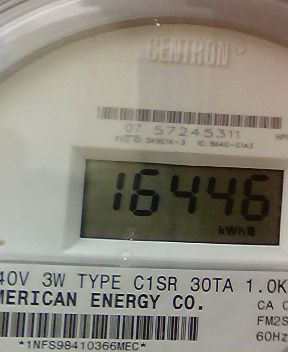 CENTRON®
07 57245311
16446
kWh
40V 3W TYPE C1SR 30TA 1.0K
MERICAN ENERGY CO.
CA 0
FM2S
60Hz
*1NFS98410366MEC*